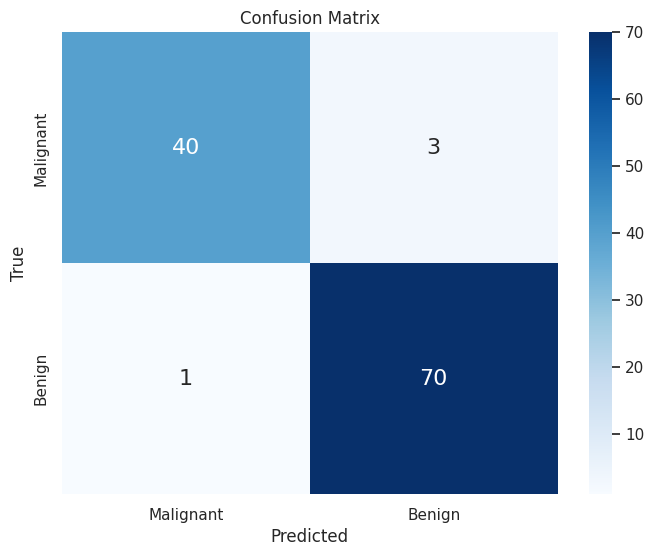 Confusion Matrix
True
Malignant
40
3
Benign
1
70
Malignant
Benign
Predicted
70
60
50
40
30
20
10